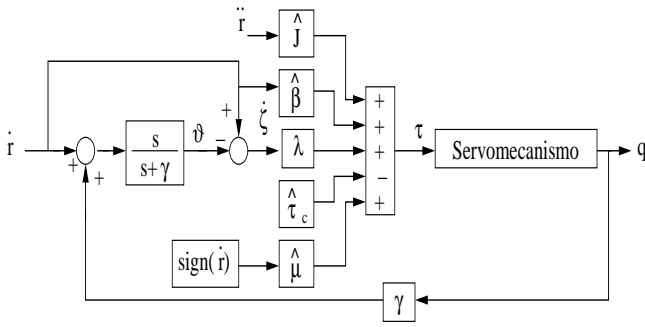 r̈
Ĵ
+
β̂
+
ζ̇
+
ṙ
+
+
s
s+γ
ϑ
−
λ
+
+
−
+
τ
Servomecanismo
q
τ̂ c
sign(ṙ)
μ̂
γ